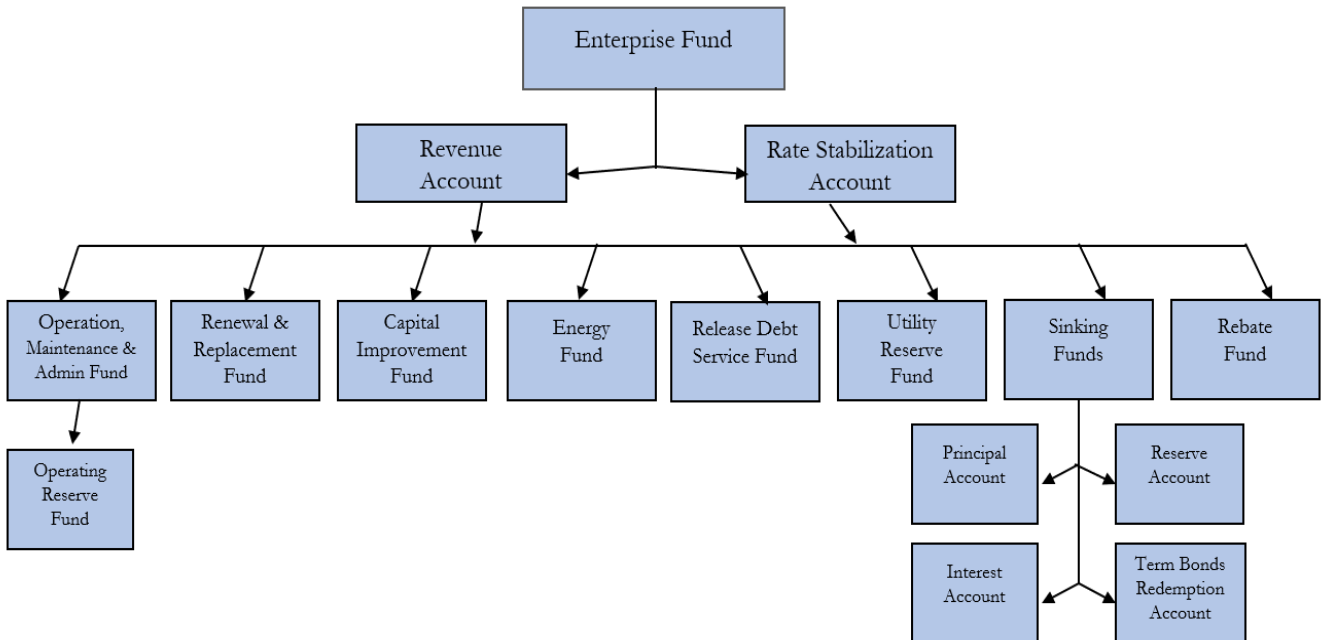 Enterprise Fund
Revenue
Account
Rate Stabilization
Account
Operation,
Maintenance &
Admin Fund
Renewal &
Replacement
Fund
Capital
Improvement
Fund
Energy
Fund
Release Debt
Service Fund
Utility
Reserve
Fund
Sinking
Funds
Rebate
Fund
Operating
Reserve
Fund
Principal
Account
Reserve
Account
Interest
Account
Term Bonds
Redemption
Account